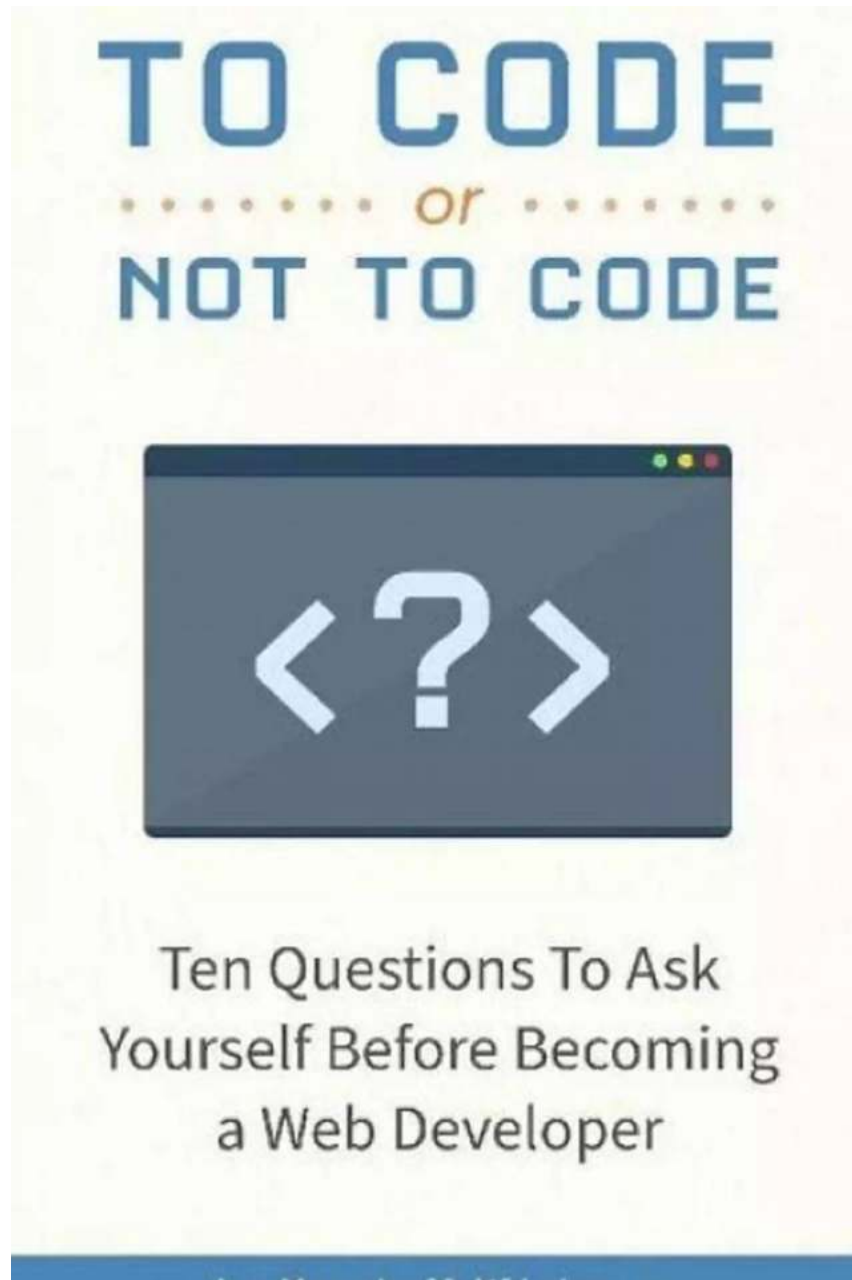 TO CODE
or
NOT TO CODE
<?>
Ten Questions To Ask
Yourself Before Becoming
a Web Developer